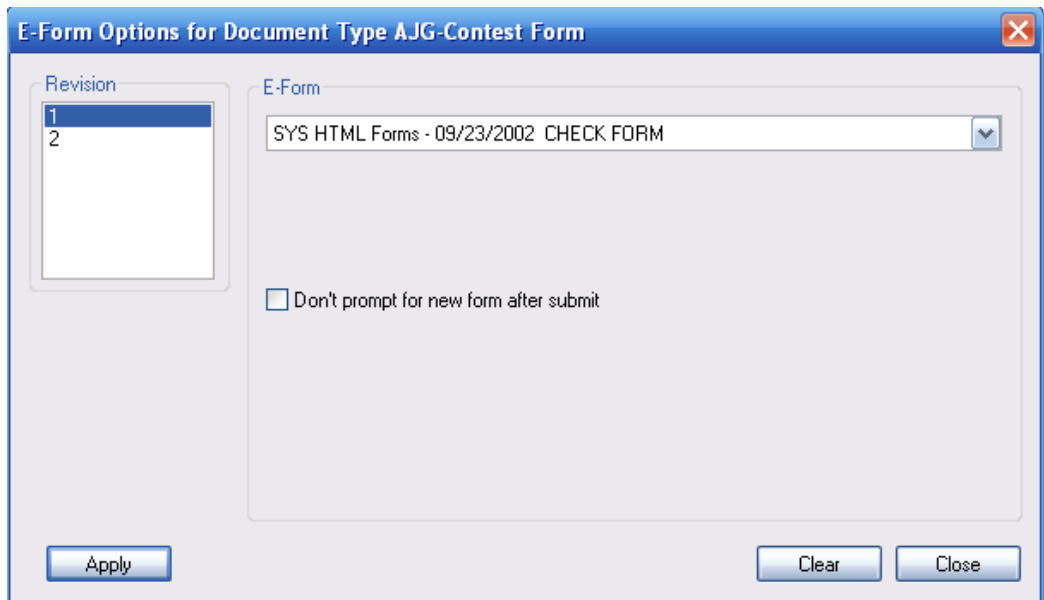 E-Form Options for Document Type AJG-Contest Form
Revision
1
2
E-Form
SYS HTML Forms - 09/23/2002  CHECK FORM
Don't prompt for new form after submit
Apply
Clear
Close